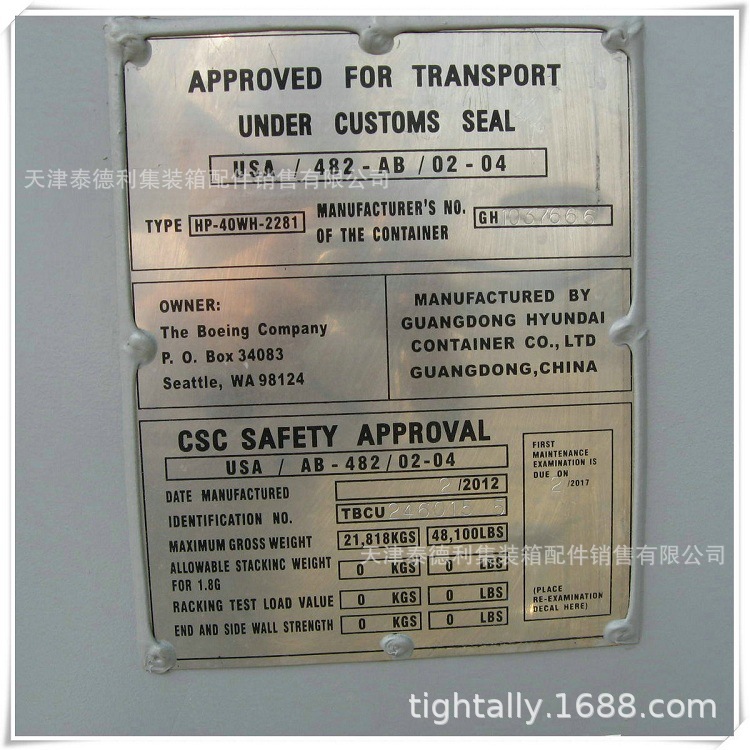 APPROVED FOR TRANSPORT
UNDER CUSTOMS SEAL
USA / 482-AB / 02-04
天津泰德利集装箱配件销售有限公司
TYPE HP-40WH-2281 MANUFACTURER'S NO. OF THE CONTAINER GH 1037666
OWNER:
The Boeing Company
P. O. Box 34083
Seattle, WA 98124
MANUFACTURED BY
GUANGDONG HYUNDAI
CONTAINER CO., LTD
GUANGDONG,CHINA
CSC SAFETY APPROVAL
USA / AB-482/02-04
DATE MANUFACTURED 2/2012
IDENTIFICATION NO. TBCU
MAXIMUM GROSS WEIGHT 21,818KGS 48,100LBS
ALLOWABLE STACKING WEIGHT FOR 1.8G 0 KGS 0 LBS
RACKING TEST LOAD VALUE 0 KGS 0 LBS
END AND SIDE WALL STRENGTH 0 KGS 0 LBS
FIRST
MAINTENANCE
EXAMINATION IS
DUE ON
2 /2017
天津泰德利集装箱配件销售有限公司
(PLACE
RE-EXAMINATION
DECAL HERE)
tightally.1688.com